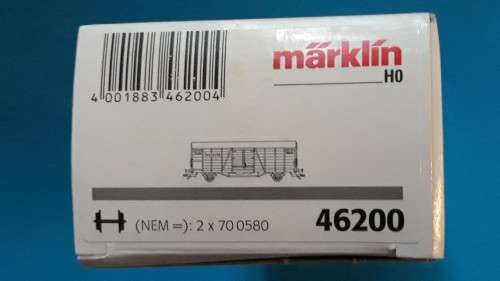 märklin
H0
4 001883 462004
(NEM =): 2 x 70 0580
46200